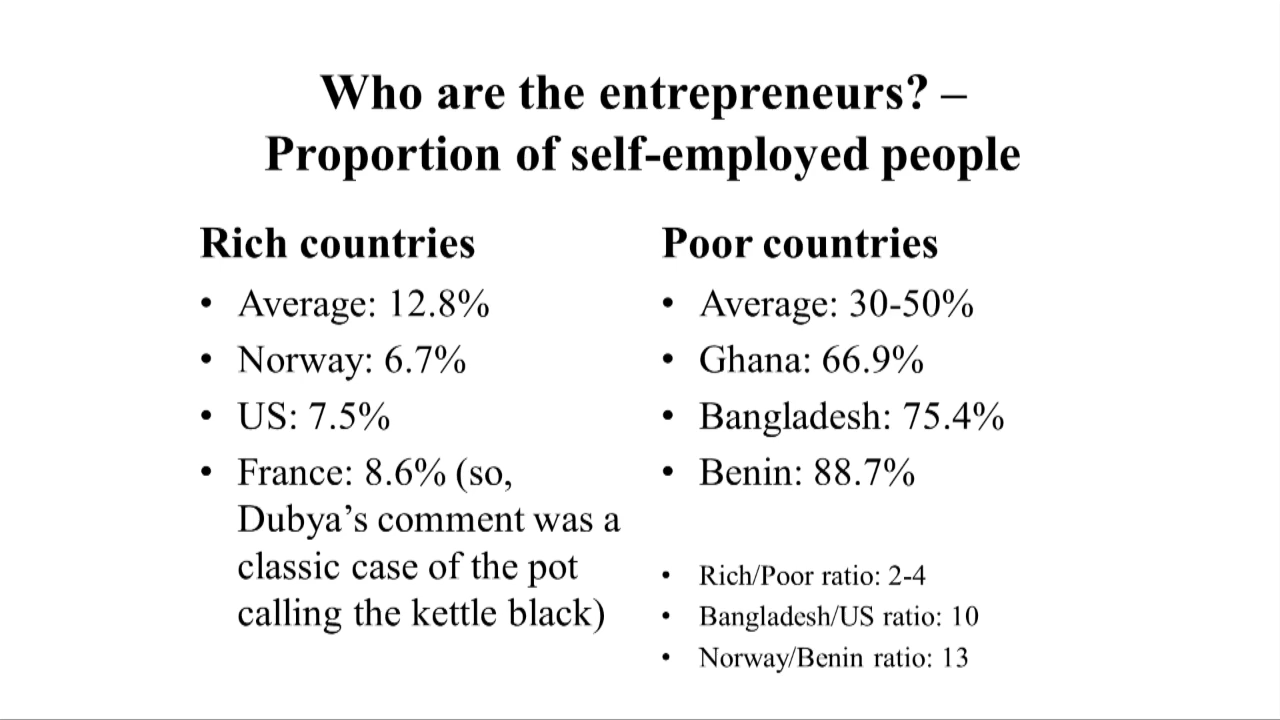 Who are the entrepreneurs? –
Proportion of self-employed people
Rich countries
• Average: 12.8%
• Norway: 6.7%
• US: 7.5%
• France: 8.6% (so,
Dubya’s comment was a
classic case of the pot
calling the kettle black)
Poor countries
• Average: 30-50%
• Ghana: 66.9%
• Bangladesh: 75.4%
• Benin: 88.7%
• Rich/Poor ratio: 2-4
• Bangladesh/US ratio: 10
• Norway/Benin ratio: 13